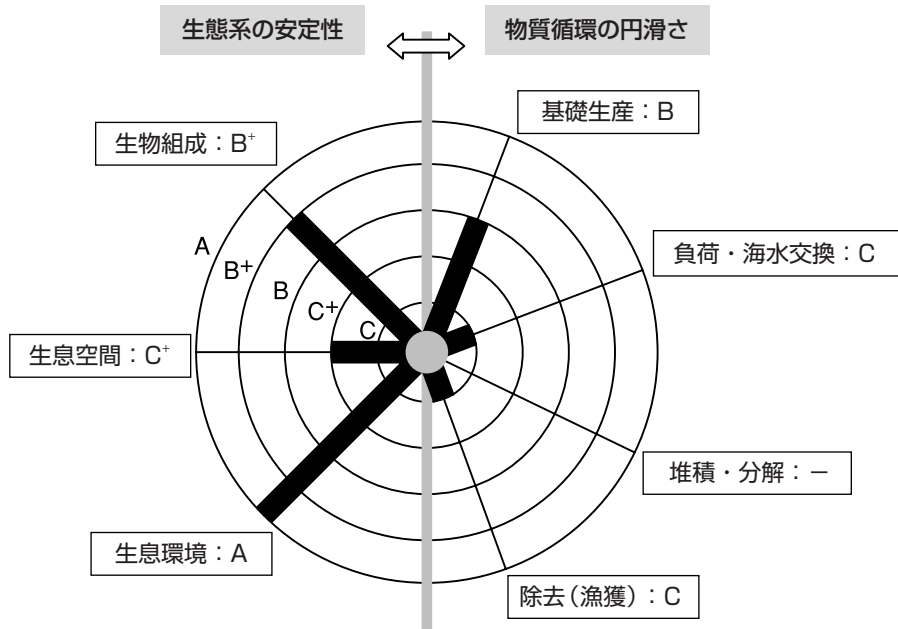 生態系の安定性
物質循環の円滑さ
基礎生産：B
生物組成：B⁺
A
B⁺
B
C⁺
C
負荷・海水交換：C
生息空間：C⁺
堆積・分解：－
生息環境：A
除去（漁獲）：C